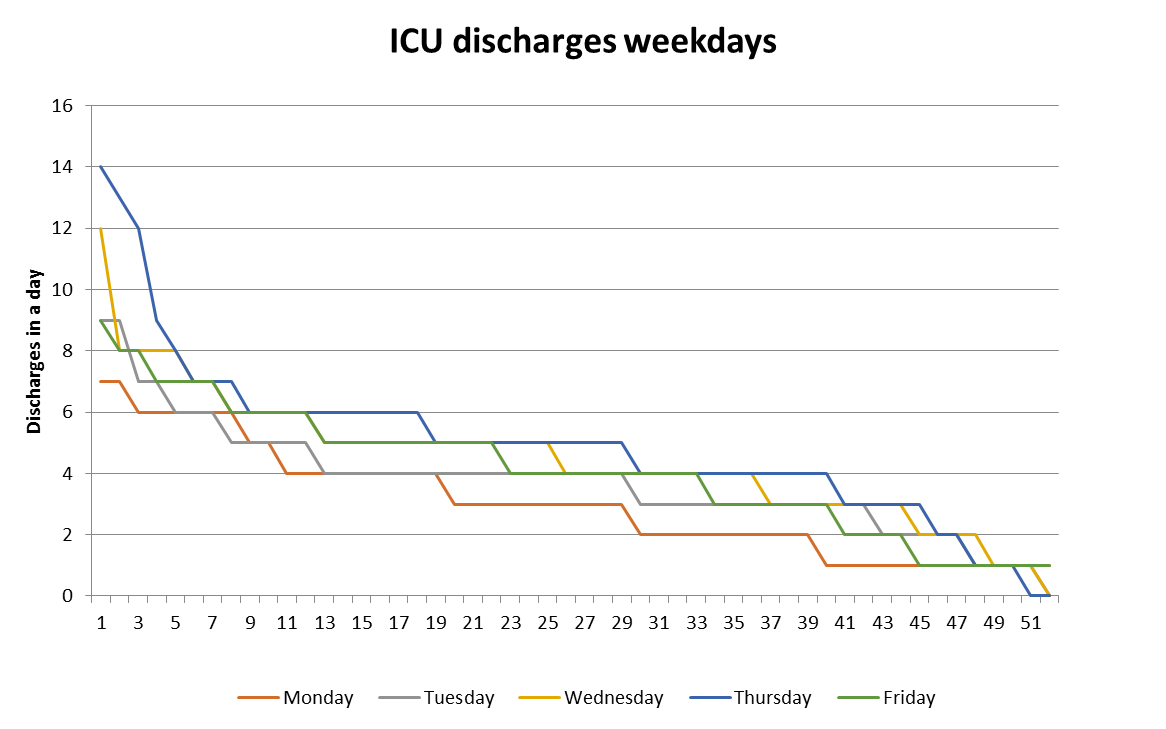 ICU discharges weekdays
Discharges in a day
16
14
12
10
8
6
4
2
0
1 3 5 7 9 11 13 15 17 19 21 23 25 27 29 31 33 35 37 39 41 43 45 47 49 51
Monday Tuesday Wednesday Thursday Friday